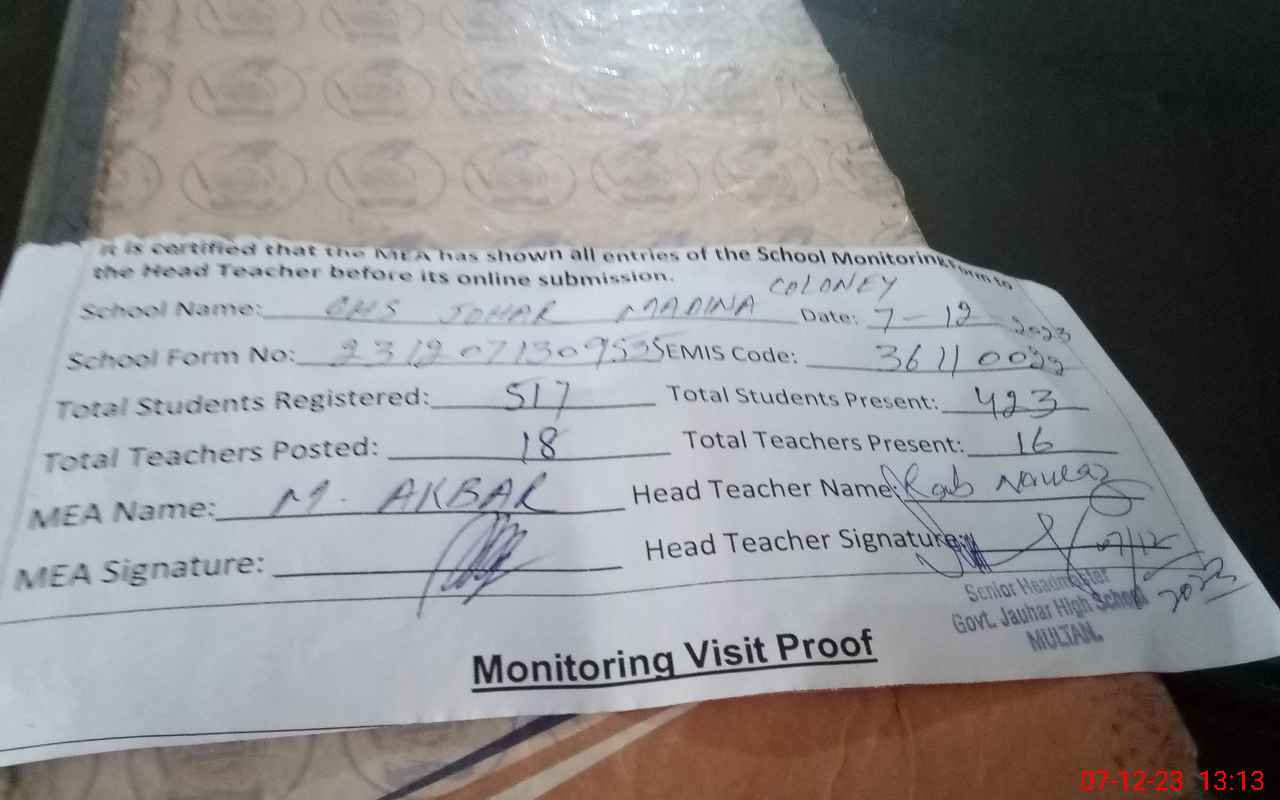 It is certified that the MEA has shown all entries of the School Monitoring Form to
the Head Teacher before its online submission.
COLONEY
School Name: GHS JOHAR MADINA Date: 7-12-2023
School Form No: 2312071309535 EMIS Code: 36110022
Total Students Registered: 517 Total Students Present: 423
Total Teachers Posted: 18 Total Teachers Present: 16
MEA Name: M. AKBAR Head Teacher Name: Rab Nawaz
MEA Signature: Head Teacher Signature: 07/12
2023
Senior Headmaster
Govt. Jauhar High School
MULTAN.
Monitoring Visit Proof
07-12-23 13:13